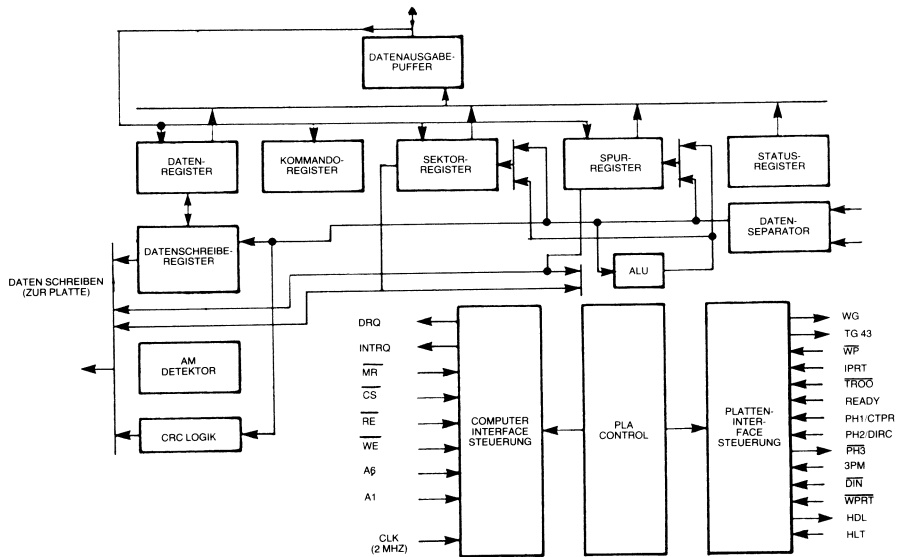 DATENAUSGABE-
PUFFER
DATEN-
REGISTER
KOMMANDO-
REGISTER
SEKTOR-
REGISTER
SPUR-
REGISTER
STATUS-
REGISTER
DATENSCHREIBE-
REGISTER
DATEN-
SEPARATOR
ALU
DATEN SCHREIBEN
(ZUR PLATTE)
AM
DETEKTOR
CRC LOGIK
DRQ
INTRQ
MR
CS
RE
WE
A6
A1
CLK
(2 MHZ)
COMPUTER
INTERFACE
STEUERUNG
PLA
CONTROL
PLATTEN-
INTER-
FACE
STEUERUNG
WG
TG 43
WP
IPRT
TROO
READY
PH1/CTPR
PH2/DIRC
PH3
3PM
DIN
WPRT
HDL
HLT